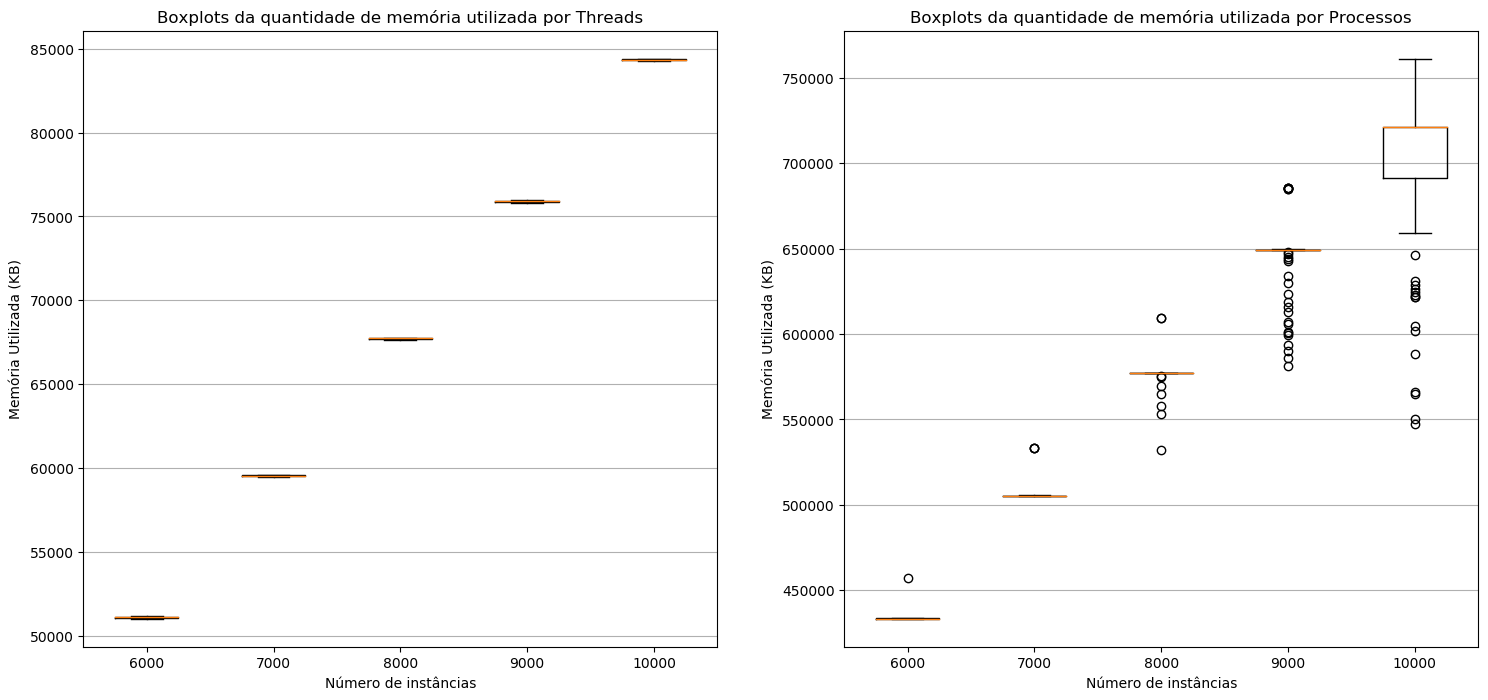 Boxplots da quantidade de memória utilizada por Threads
Memória Utilizada (KB)
85000
80000
75000
70000
65000
60000
55000
50000
6000 7000 8000 9000 10000
Número de instâncias
Boxplots da quantidade de memória utilizada por Processos
Memória Utilizada (KB)
750000
700000
650000
600000
550000
500000
450000
6000 7000 8000 9000 10000
Número de instâncias